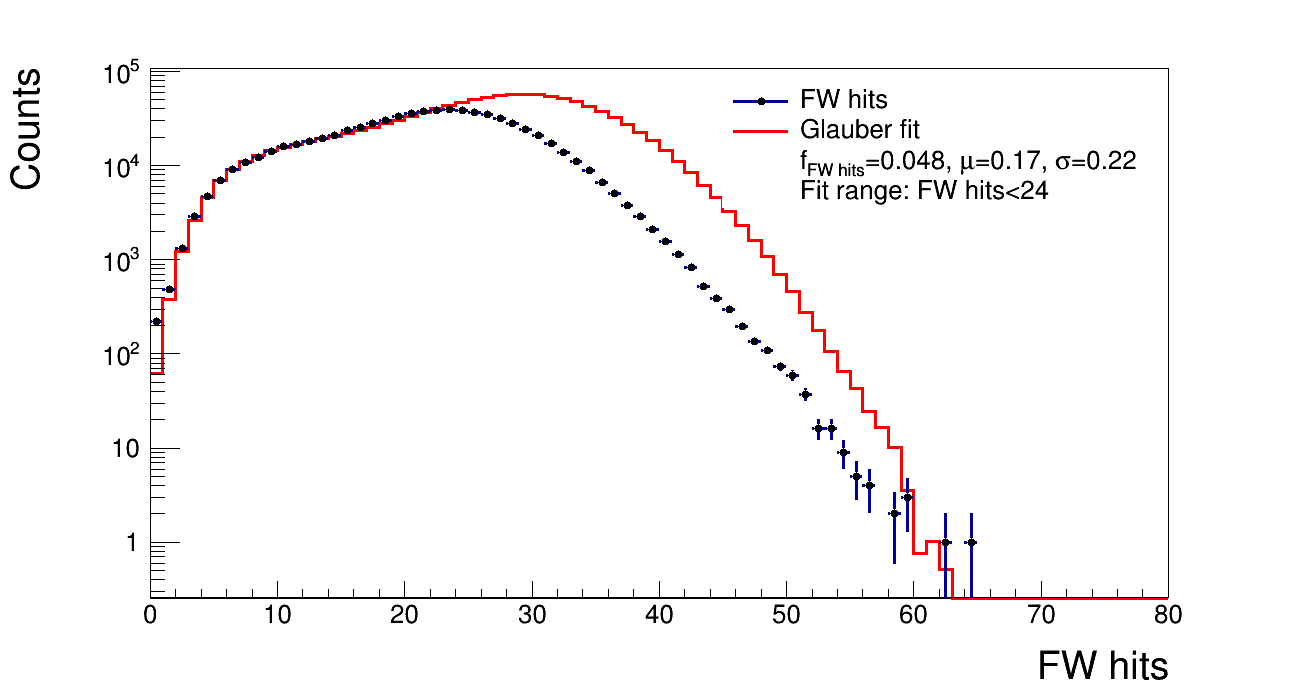 Counts
10^5
10^4
10^3
10^2
10
1
FW hits
Glauber fit
f_FW hits=0.048, μ=0.17, σ=0.22
Fit range: FW hits<24
0 10 20 30 40 50 60 70 80
FW hits